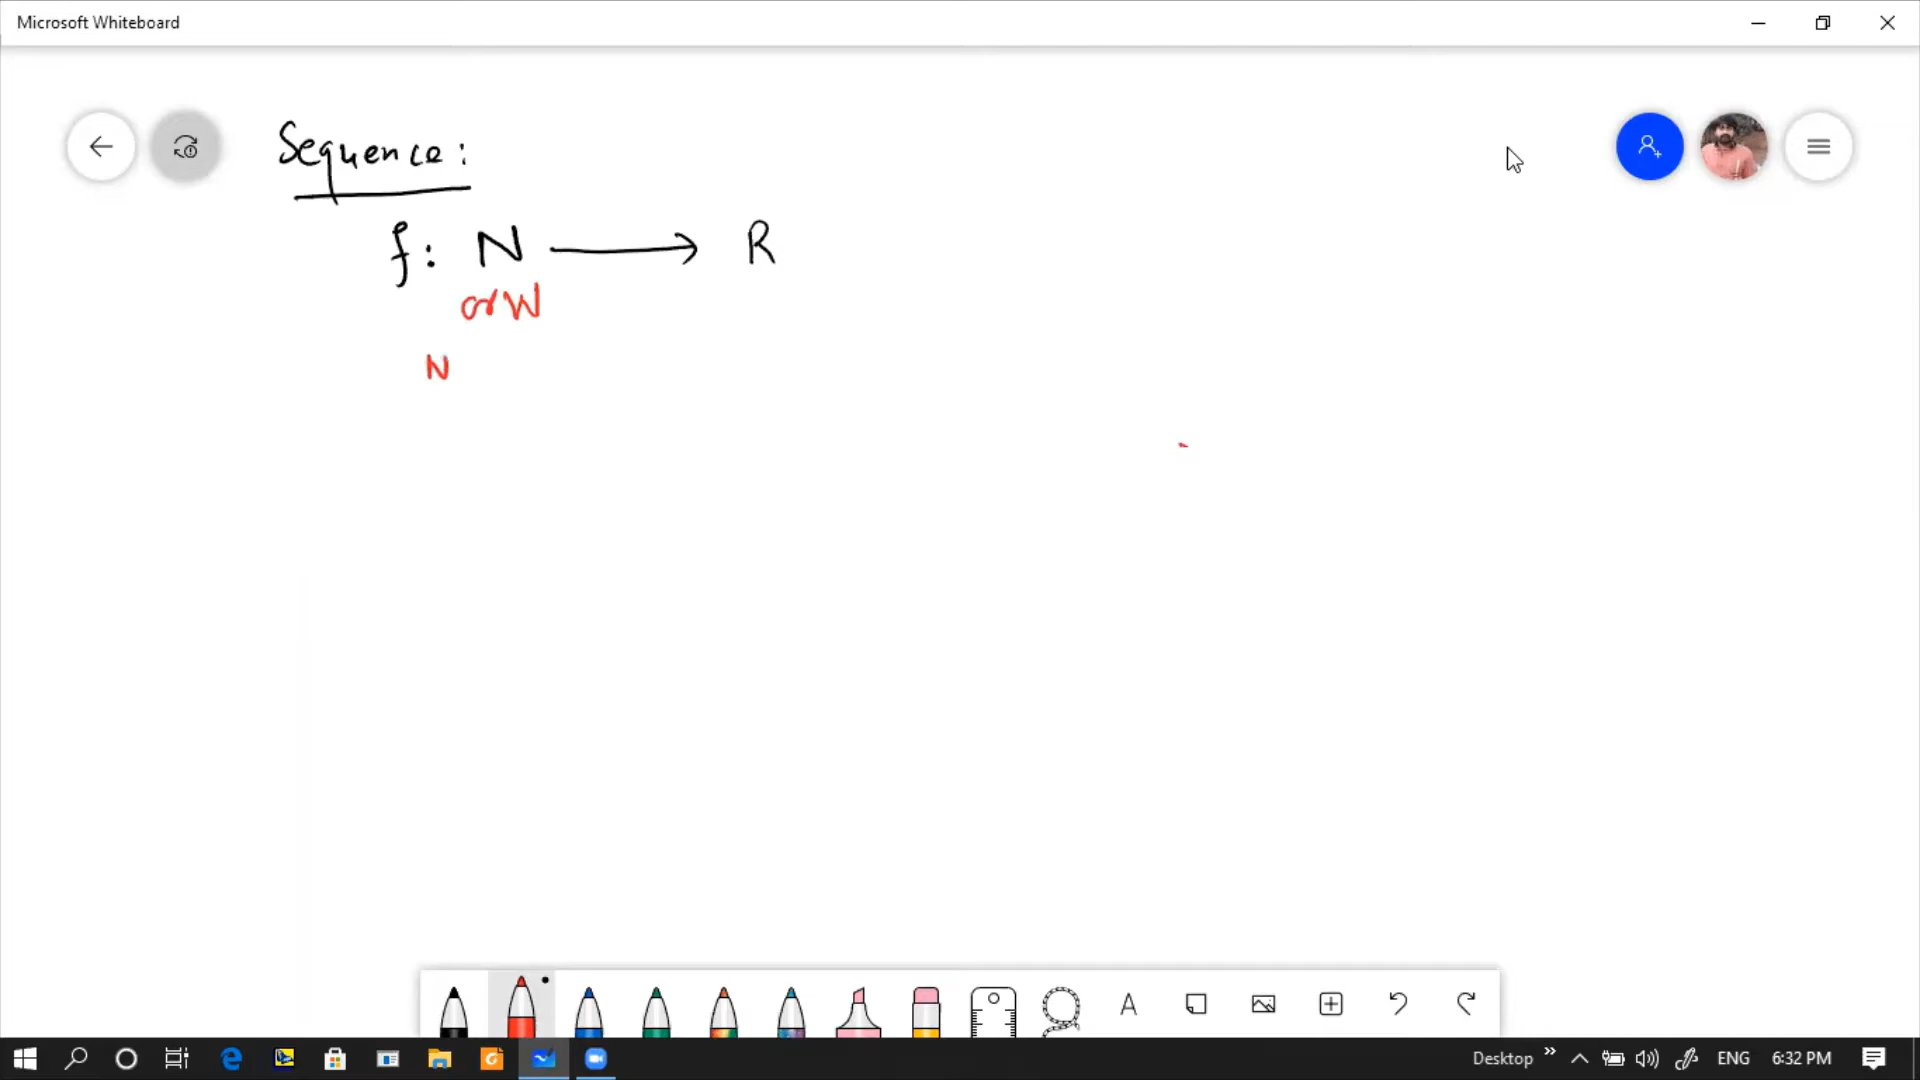 Microsoft Whiteboard
Sequence:
f: N ⟶ R
or W
N
A
Desktop » ENG 6:32 PM